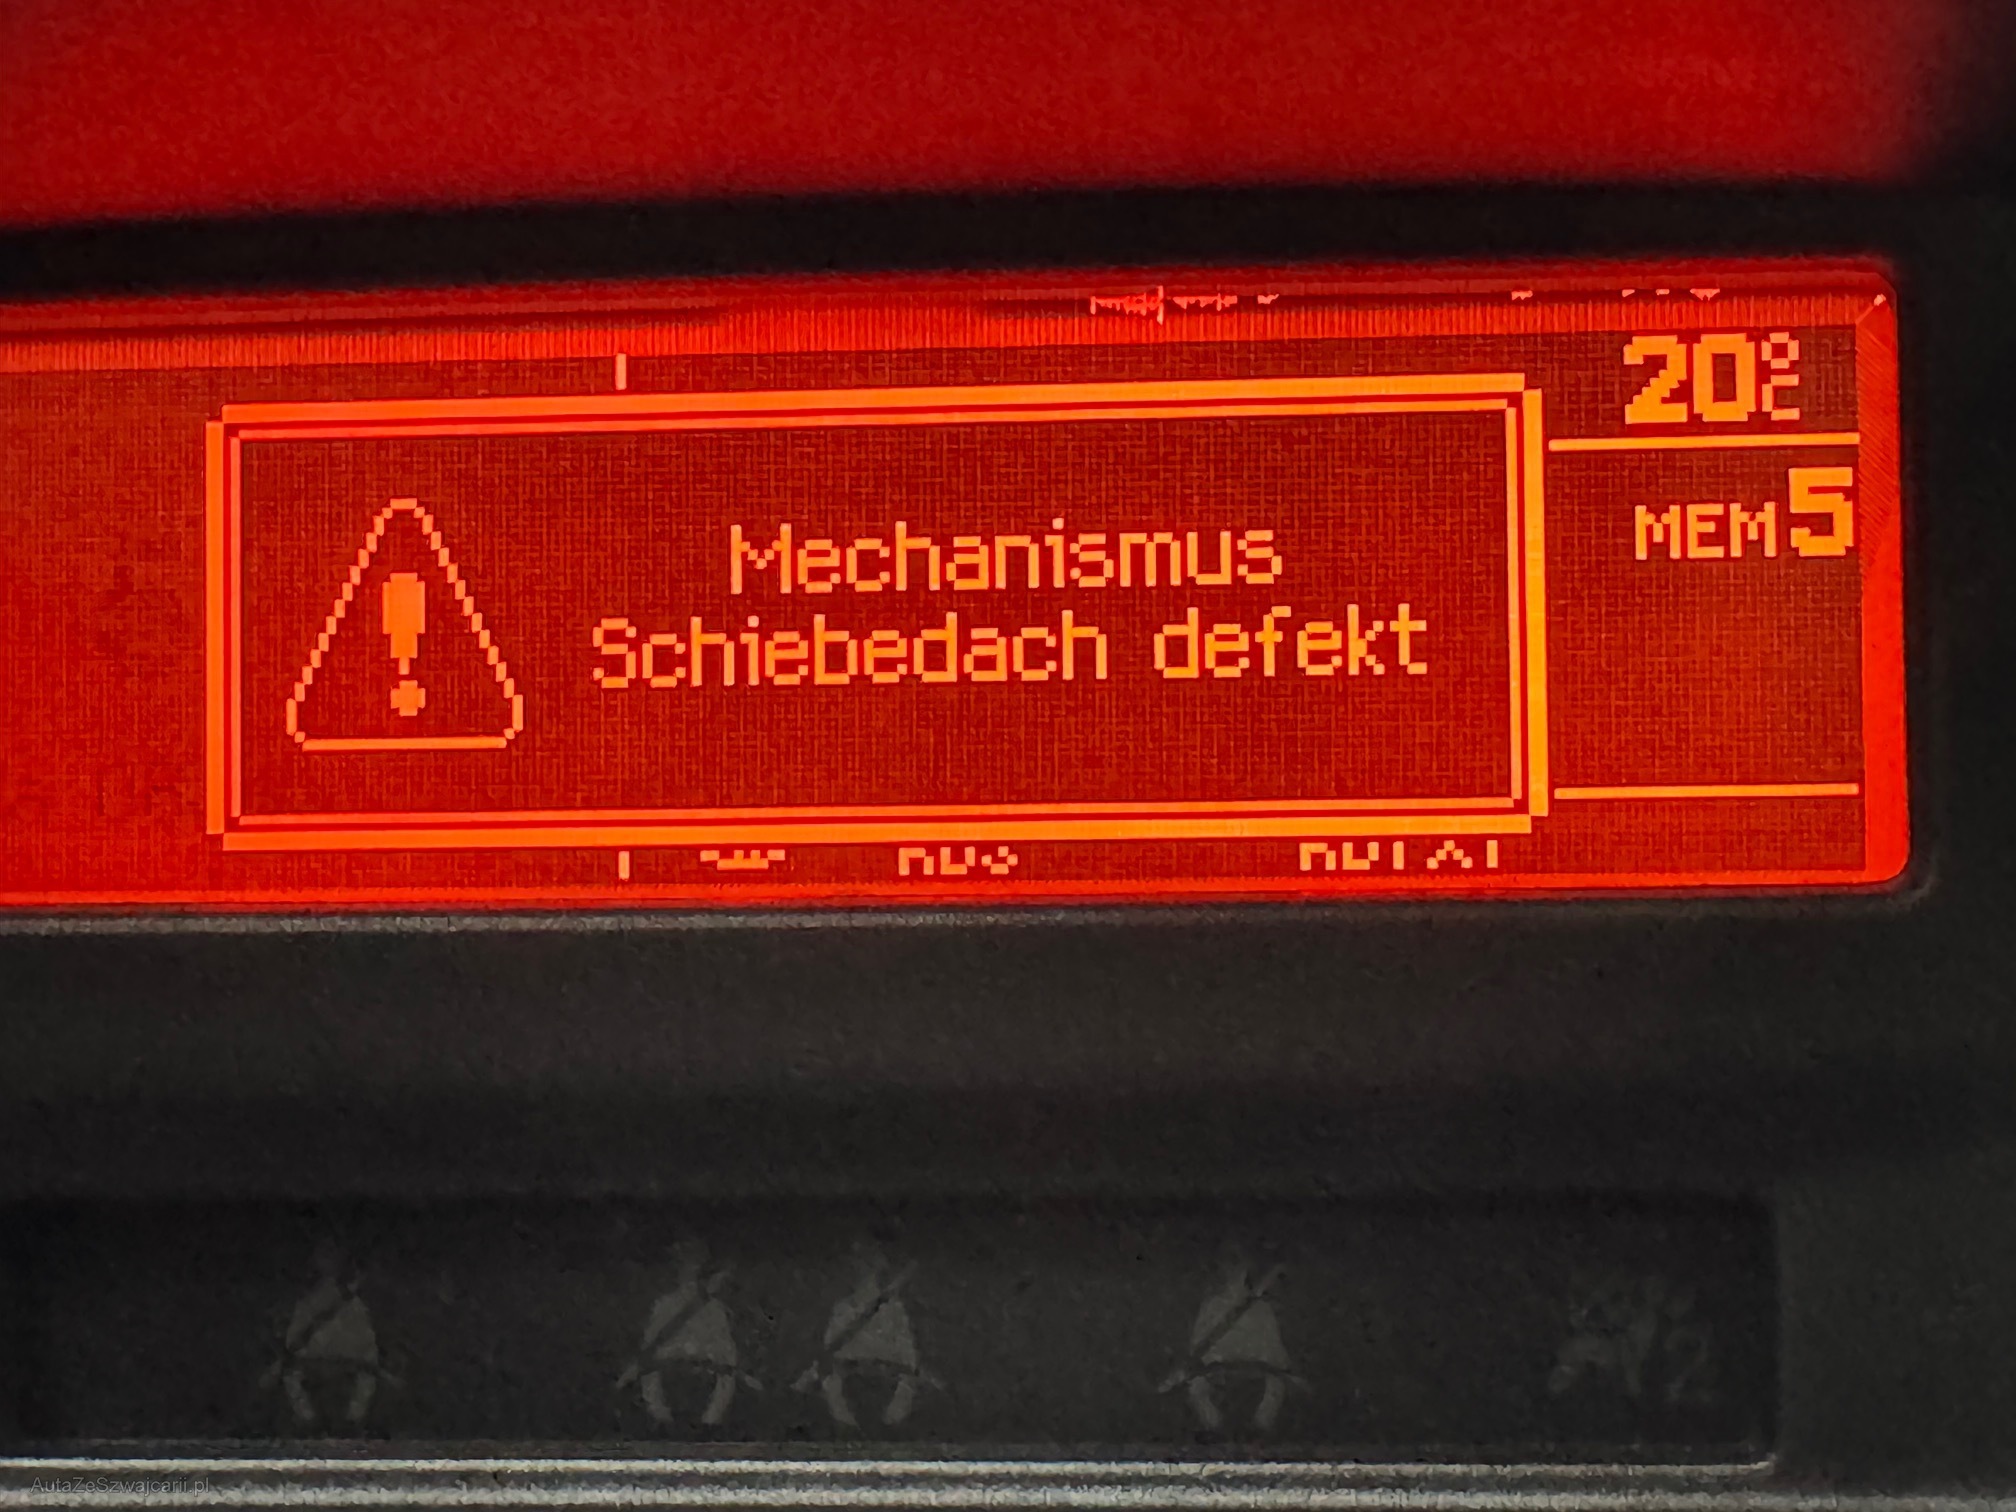 20°C
MEM 5
Mechanismus
Schiebedach defekt
AutaZeSzwajcarii.pl